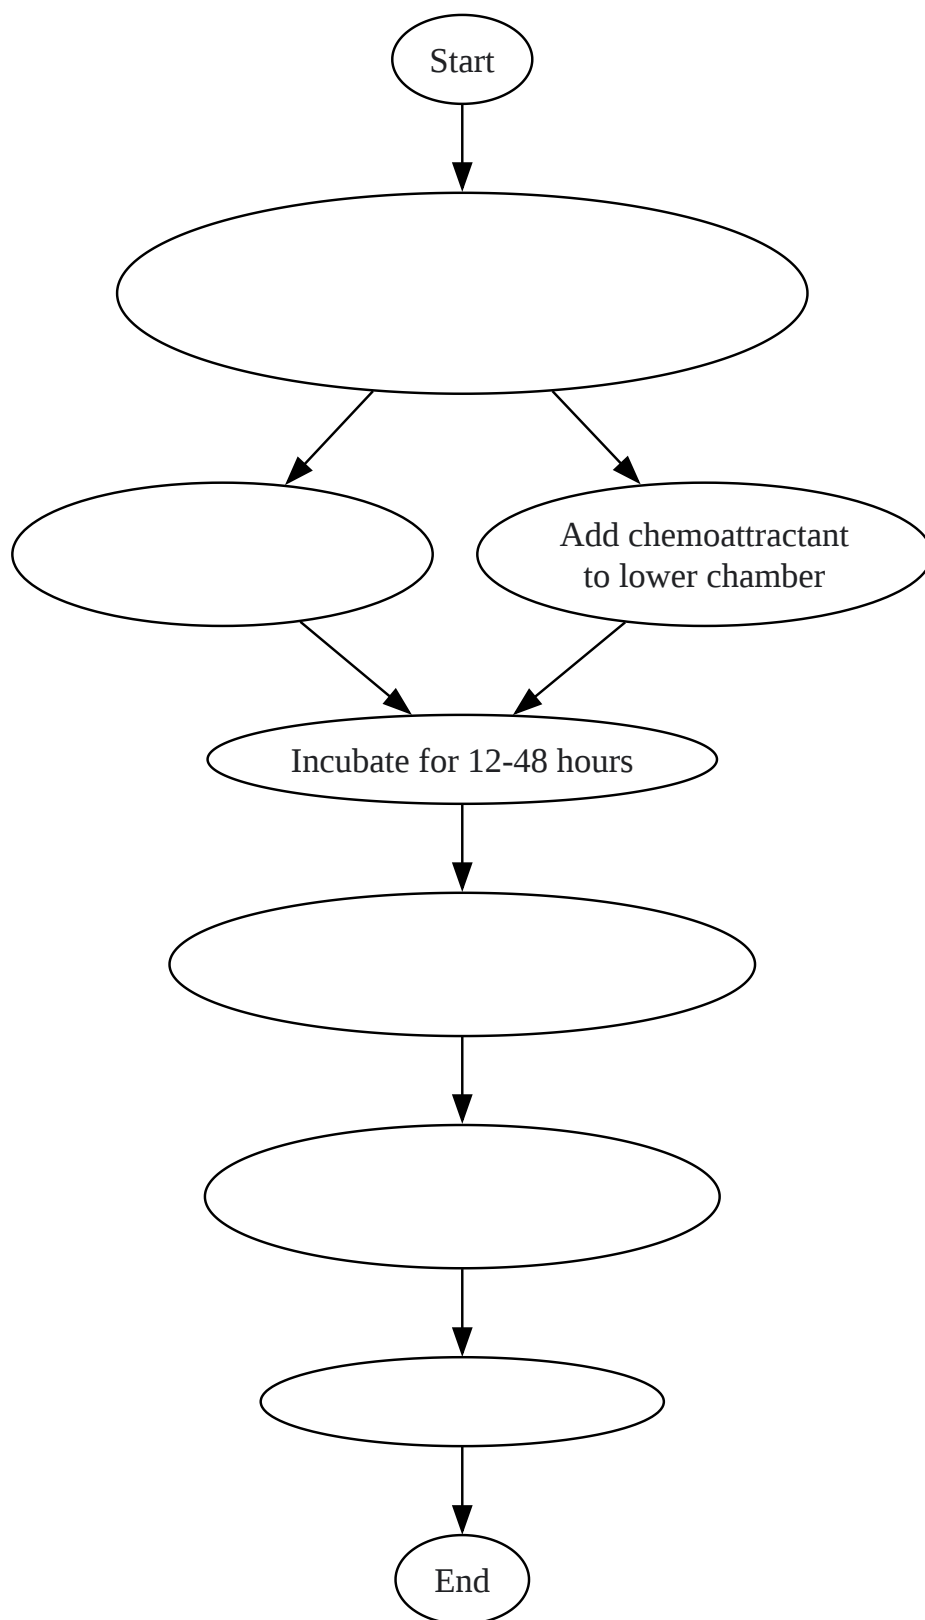 Start
Add chemoattractant
to lower chamber
Incubate for 12-48 hours
End